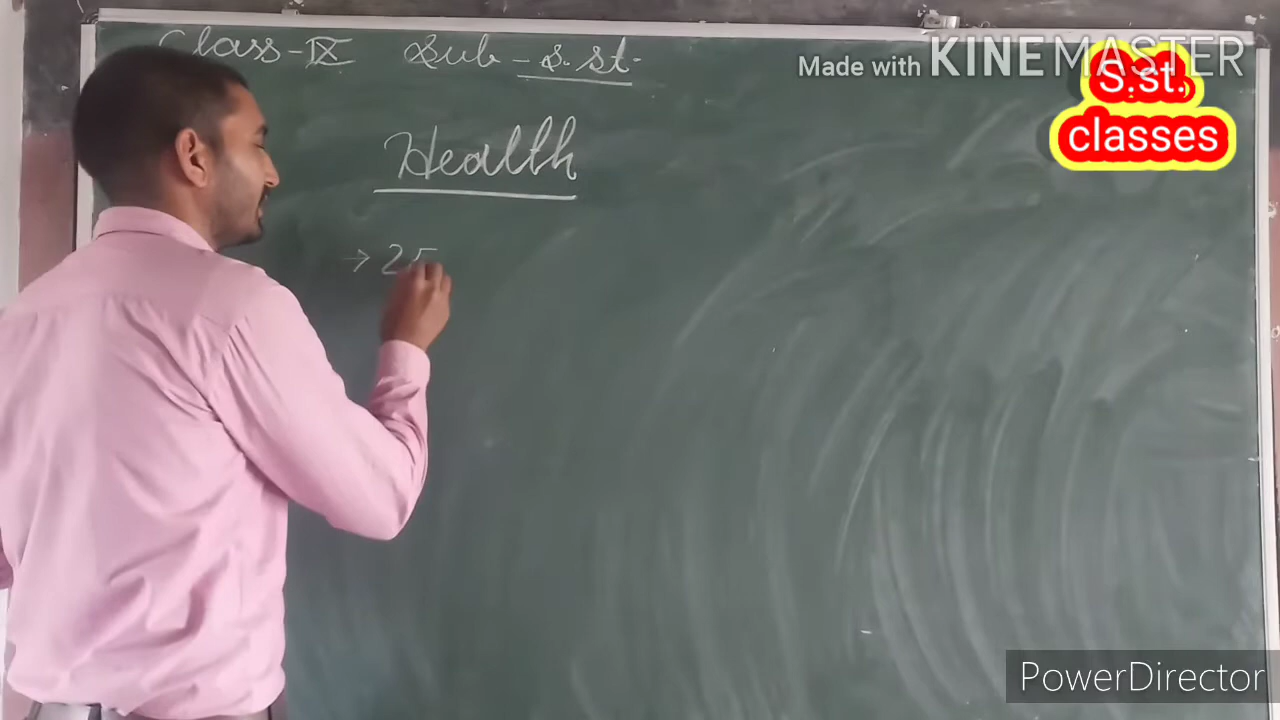 Class-IX Sub-S.st.
Made with KINEMASTER
S.st.
classes
Health
→ 25
PowerDirector